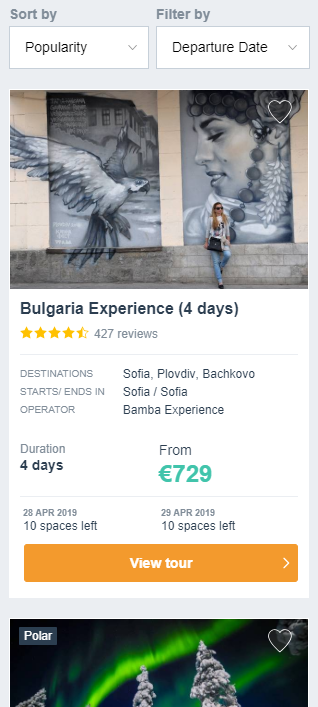 Sort by
Filter by
Popularity
Departure Date
Bulgaria Experience (4 days)
427 reviews
DESTINATIONS Sofia, Plovdiv, Bachkovo
STARTS/ ENDS IN Sofia / Sofia
OPERATOR Bamba Experience
Duration
4 days
From
€729
28 APR 2019
10 spaces left
29 APR 2019
10 spaces left
View tour
Polar